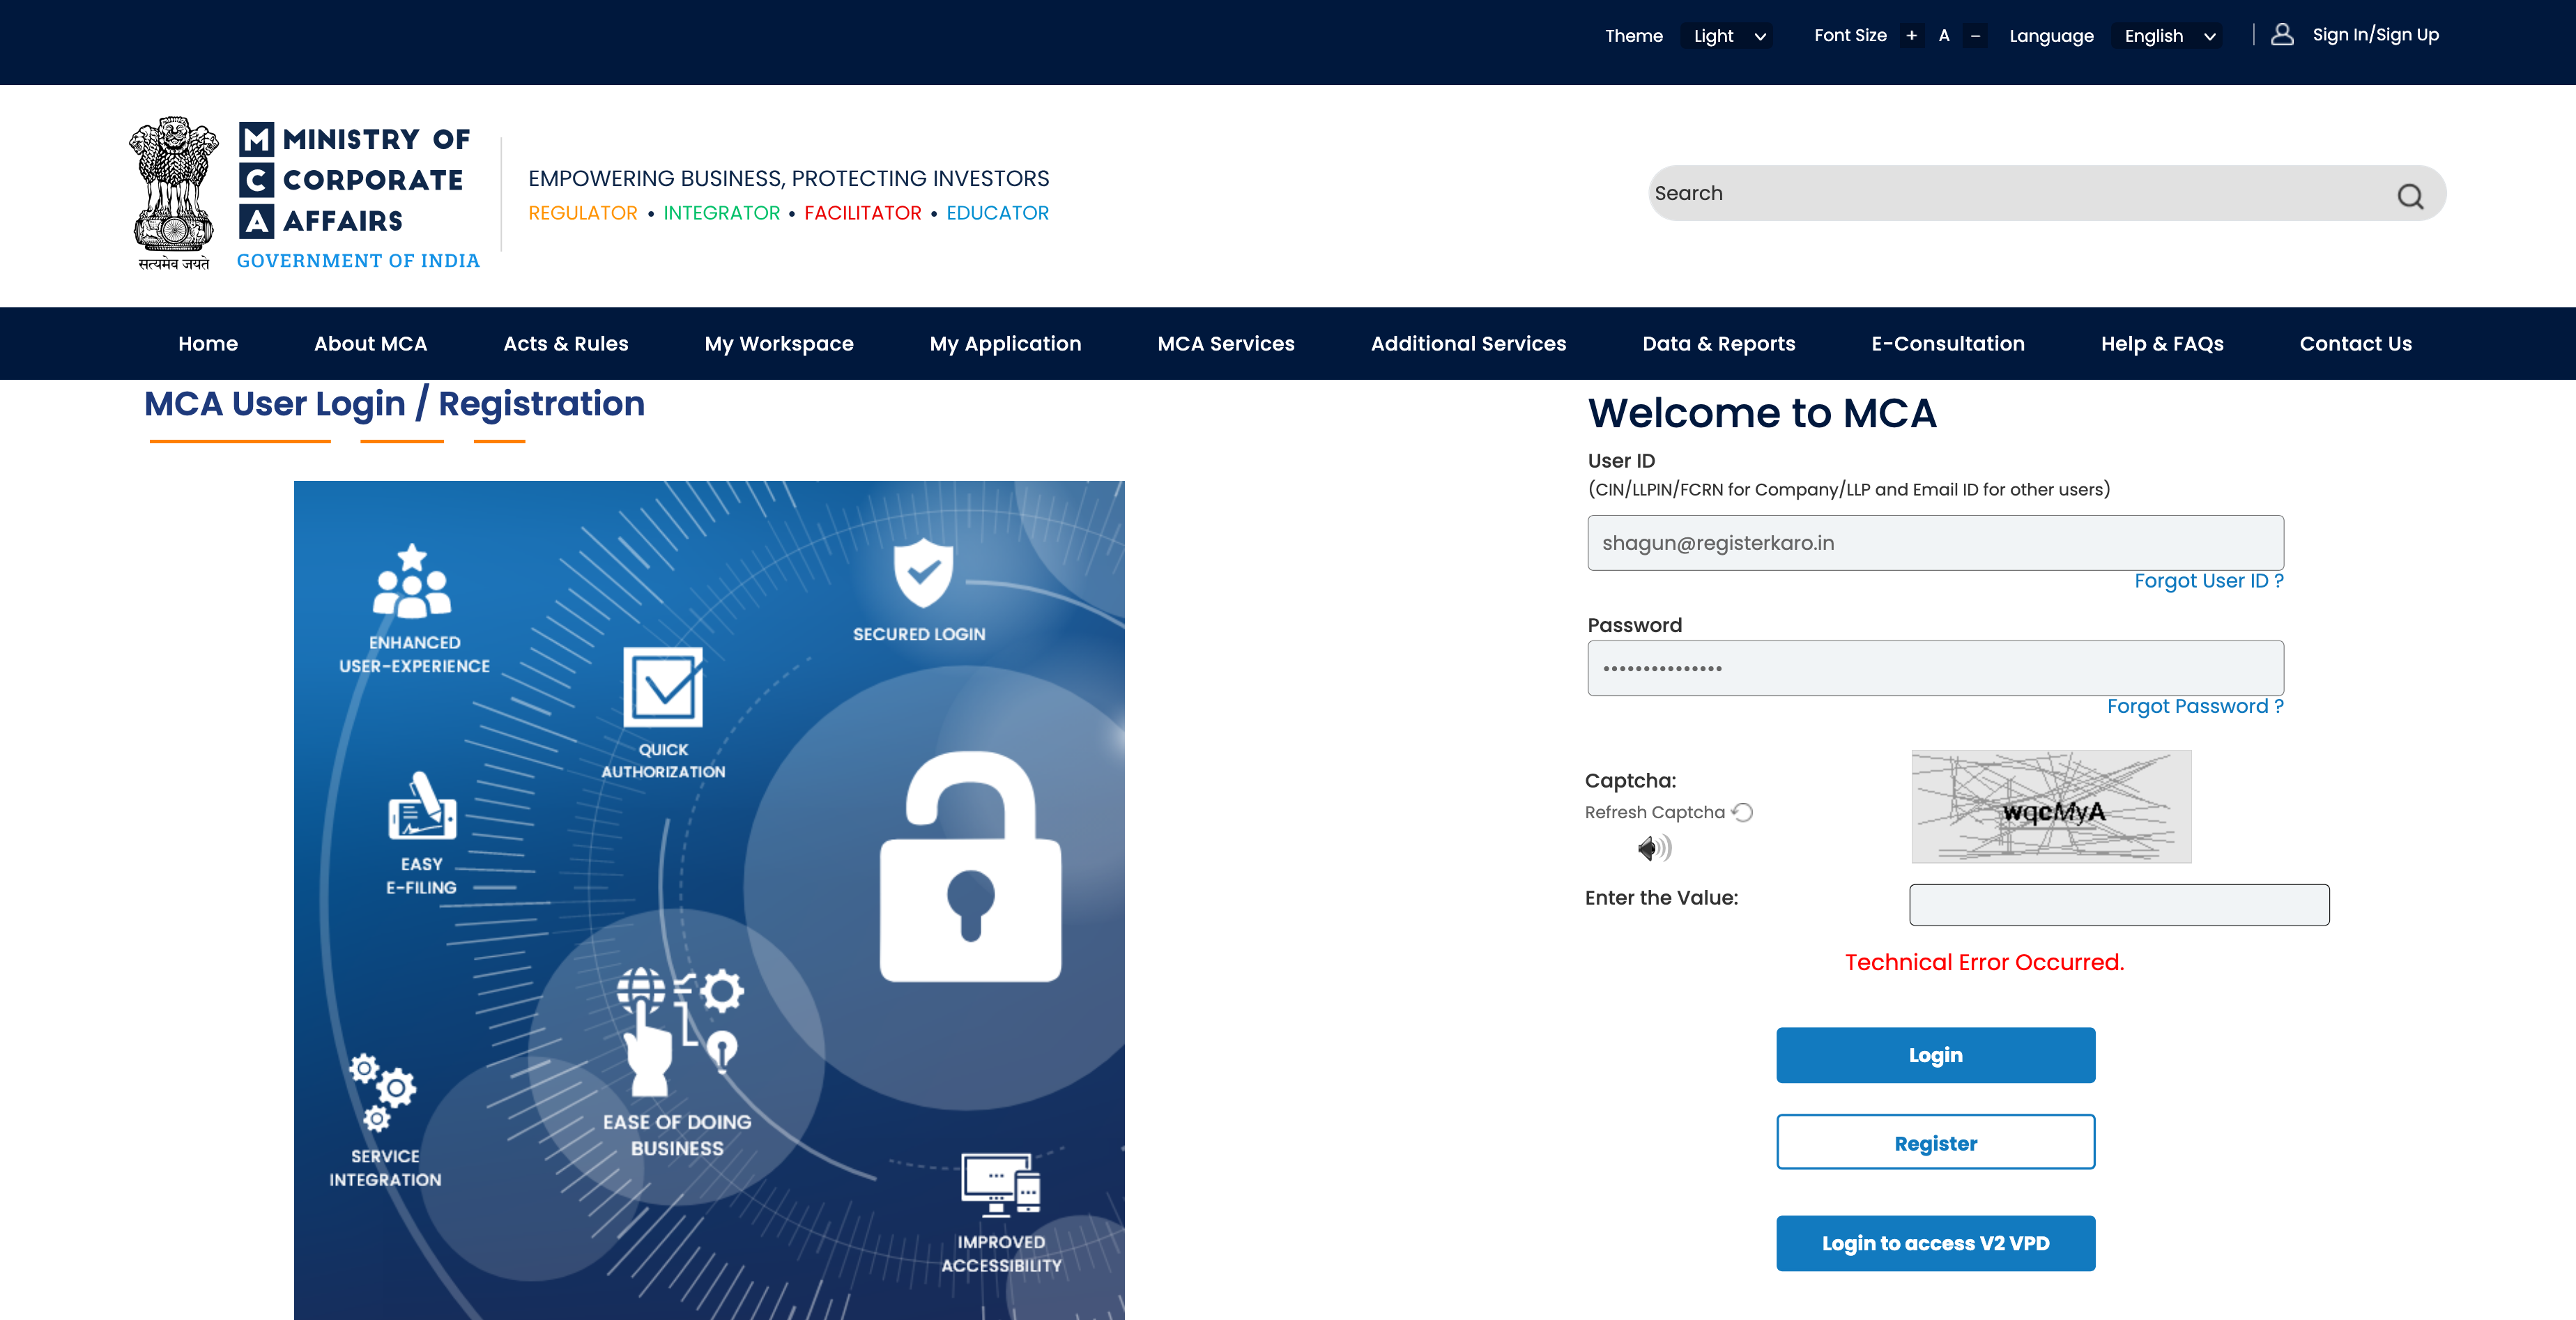 Theme Light Font Size + A - Language English Sign In/Sign Up
M MINISTRY OF
C CORPORATE
A AFFAIRS
GOVERNMENT OF INDIA
सत्यमेव जयते
EMPOWERING BUSINESS, PROTECTING INVESTORS
REGULATOR • INTEGRATOR • FACILITATOR • EDUCATOR
Search
Home About MCA Acts & Rules My Workspace My Application MCA Services Additional Services Data & Reports E-Consultation Help & FAQs Contact Us
MCA User Login / Registration
ENHANCED
USER-EXPERIENCE
SECURED LOGIN
QUICK
AUTHORIZATION
EASY
E-FILING
EASE OF DOING
BUSINESS
SERVICE
INTEGRATION
IMPROVED
ACCESSIBILITY
Welcome to MCA
User ID
(CIN/LLPIN/FCRN for Company/LLP and Email ID for other users)
shagun@registerkaro.in
Forgot User ID ?
Password
•••••••••••••••
Forgot Password ?
Captcha:
Refresh Captcha
wqcMyA
Enter the Value:
Technical Error Occurred.
Login
Register
Login to access V2 VPD